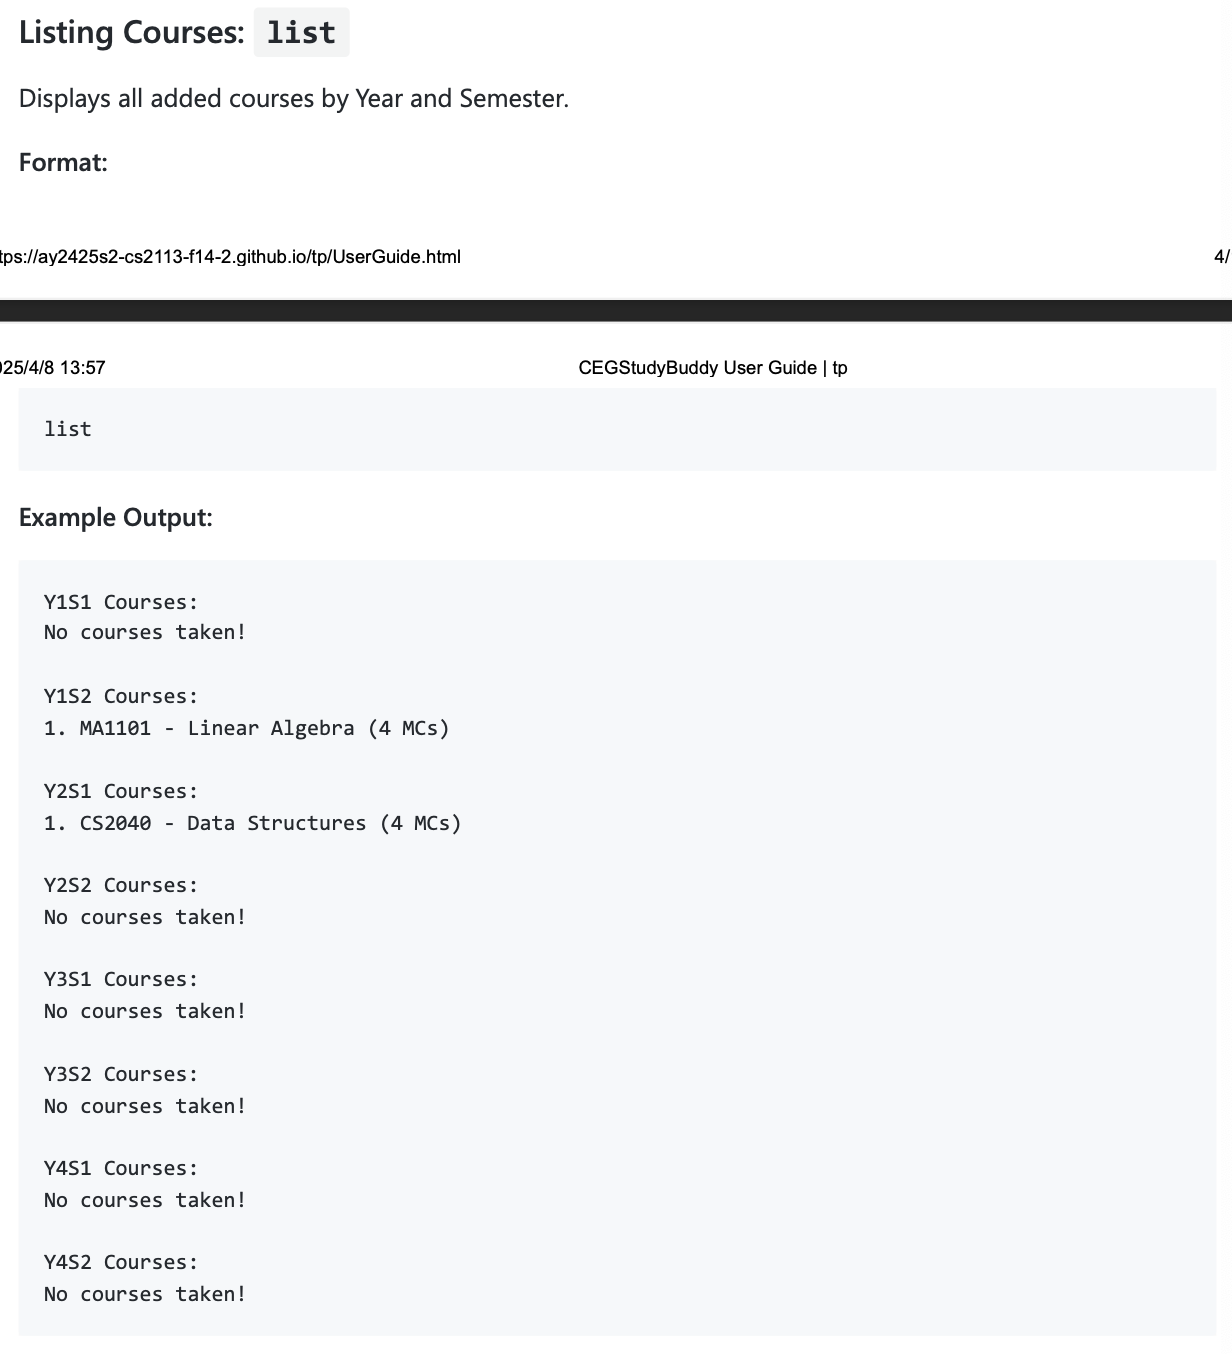 Listing Courses: list
Displays all added courses by Year and Semester.
Format:
tps://ay2425s2-cs2113-f14-2.github.io/tp/UserGuide.html 4/
025/4/8 13:57 CEGStudyBuddy User Guide | tp
list
Example Output:
Y1S1 Courses:
No courses taken!
Y1S2 Courses:
1. MA1101 - Linear Algebra (4 MCs)
Y2S1 Courses:
1. CS2040 - Data Structures (4 MCs)
Y2S2 Courses:
No courses taken!
Y3S1 Courses:
No courses taken!
Y3S2 Courses:
No courses taken!
Y4S1 Courses:
No courses taken!
Y4S2 Courses:
No courses taken!